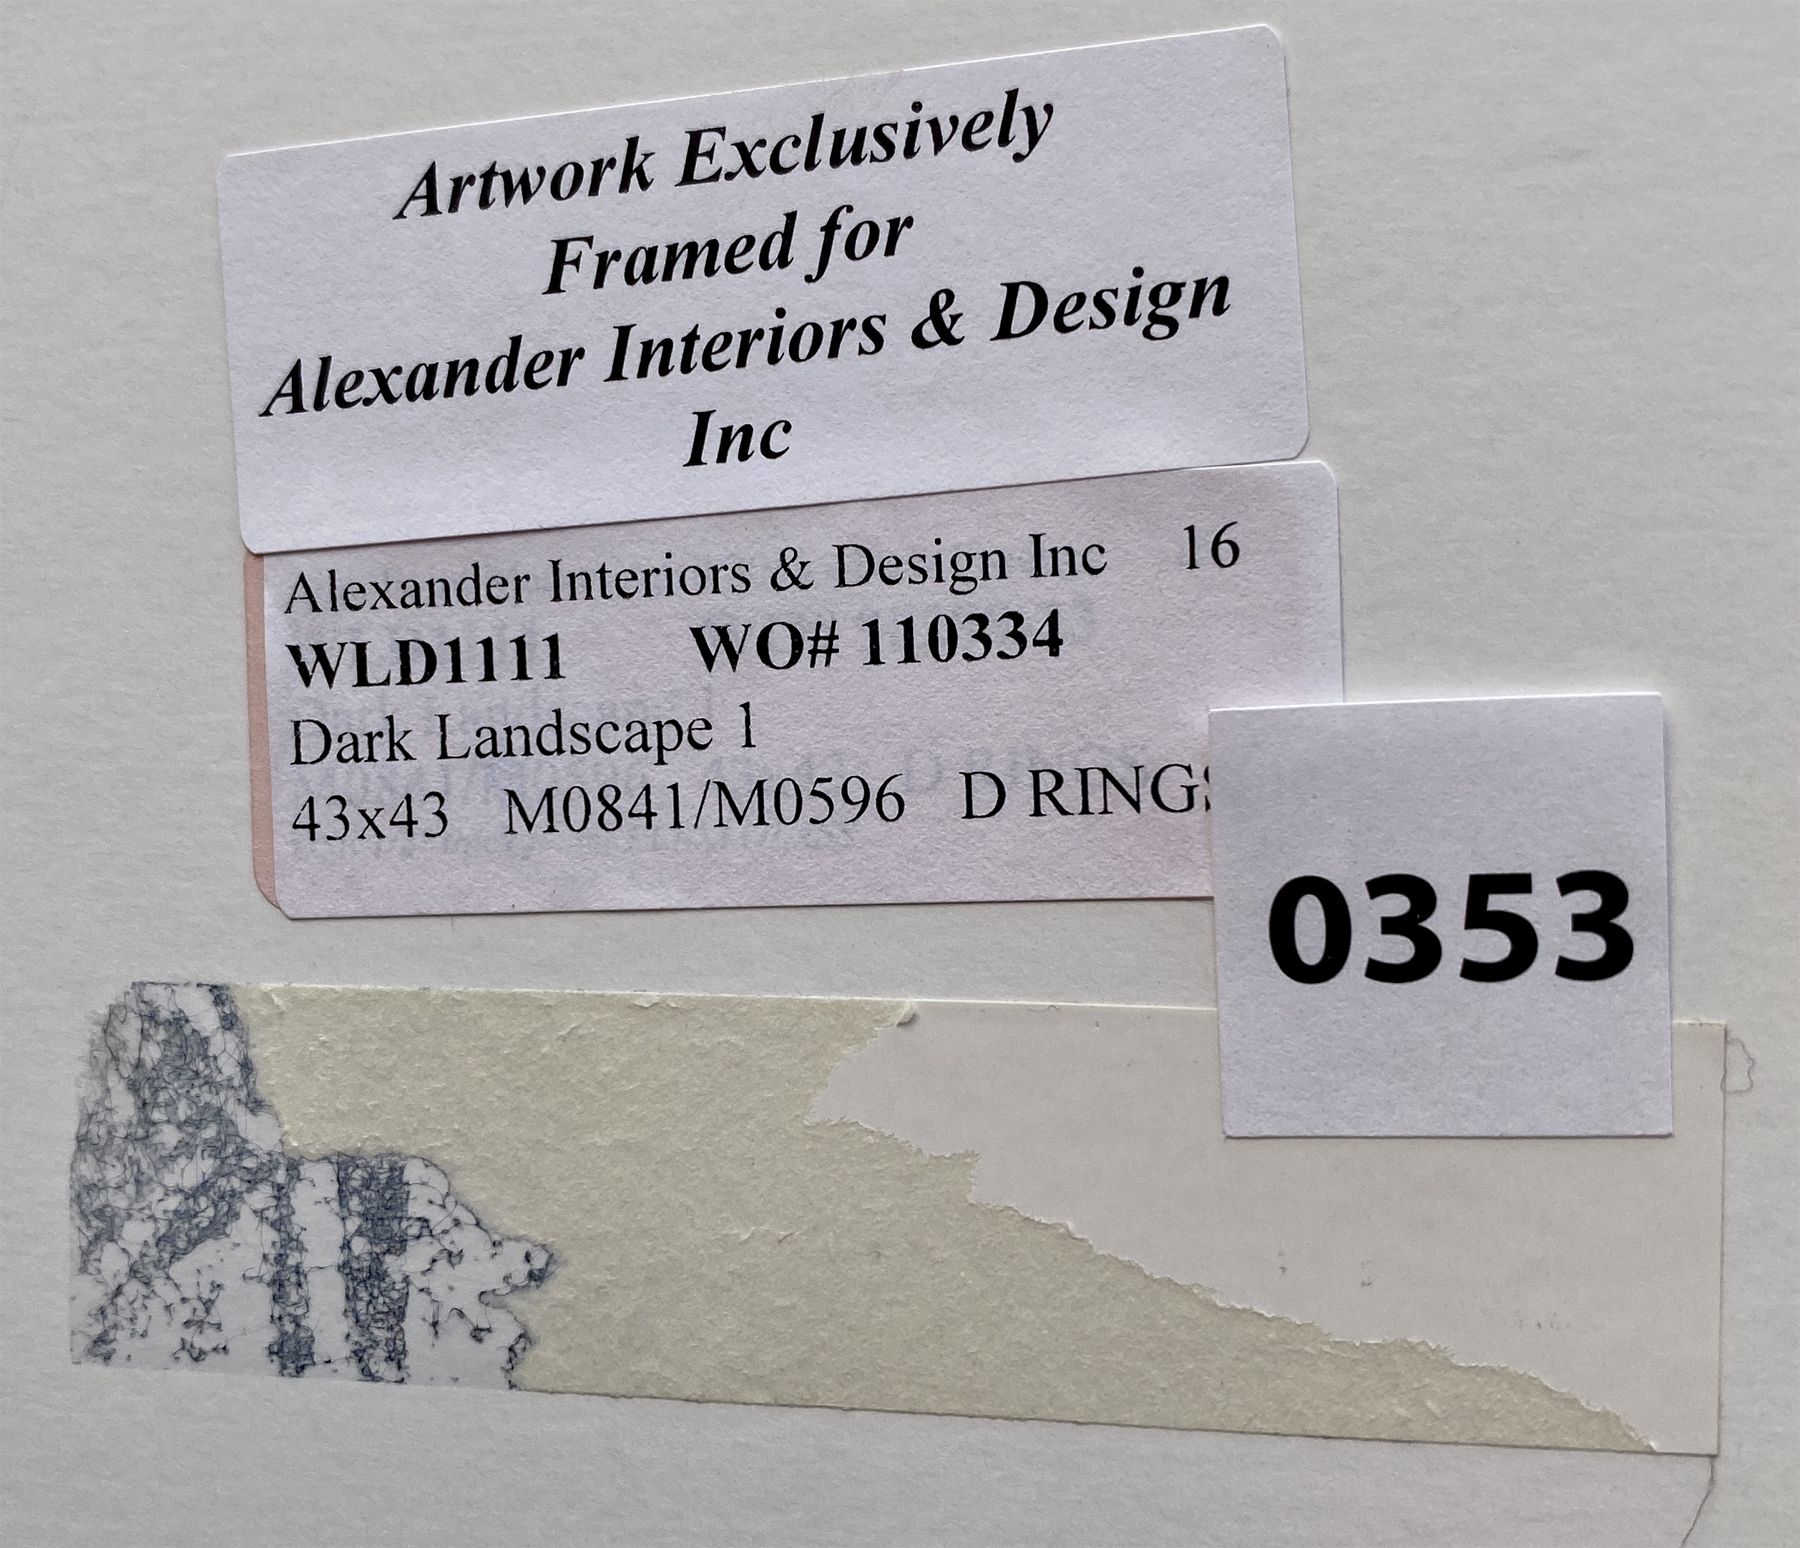 Artwork Exclusively
Framed for
Alexander Interiors & Design
Inc
Alexander Interiors & Design Inc 16
WLD1111 WO# 110334
Dark Landscape 1
43x43 M0841/M0596 D RINGS
0353